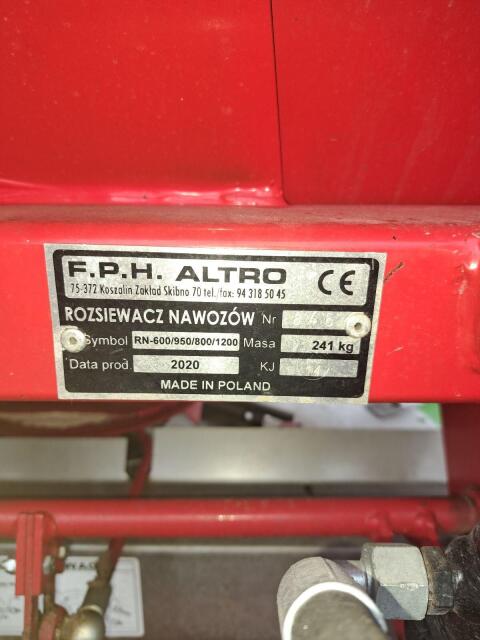 F.P.H. ALTRO CE
75-372 Koszalin Zakład Skibno 70 tel./fax: 94 318 50 45
ROZSIEWACZ NAWOZÓW Nr
Symbol RN-600/950/800/1200 Masa 241 kg
Data prod. 2020 KJ
MADE IN POLAND